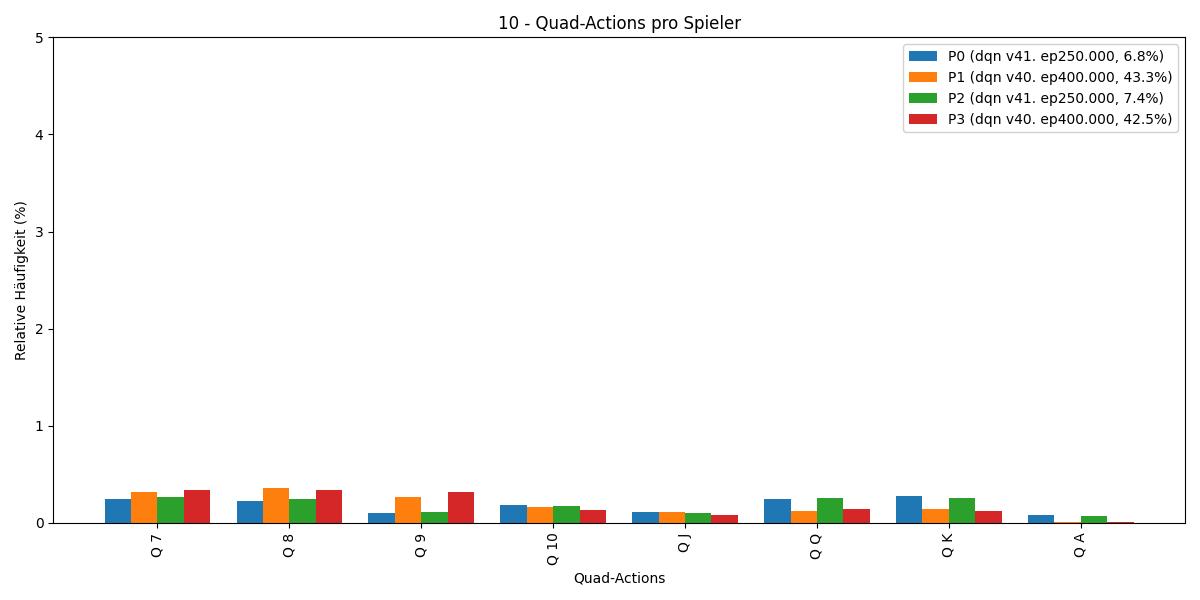 10 - Quad-Actions pro Spieler
P0 (dqn v41. ep250.000, 6.8%)
P1 (dqn v40. ep400.000, 43.3%)
P2 (dqn v41. ep250.000, 7.4%)
P3 (dqn v40. ep400.000, 42.5%)
Relative Häufigkeit (%)
5
4
3
2
1
0
Q 7
Q 8
Q 9
Q 10
Q J
Q Q
Q K
Q A
Quad-Actions